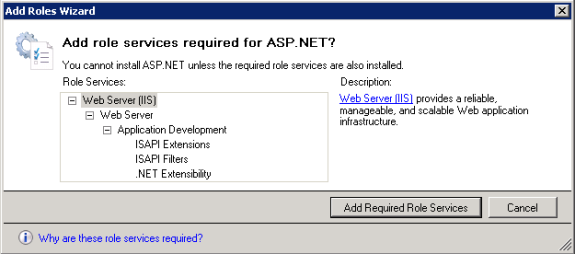 Add Roles Wizard
Add role services required for ASP.NET?
You cannot install ASP.NET unless the required role services are also installed.
Role Services:
Web Server (IIS)
Web Server
Application Development
ISAPI Extensions
ISAPI Filters
.NET Extensibility
Description:
Web Server (IIS) provides a reliable,
manageable, and scalable Web application
infrastructure.
Add Required Role Services
Cancel
Why are these role services required?